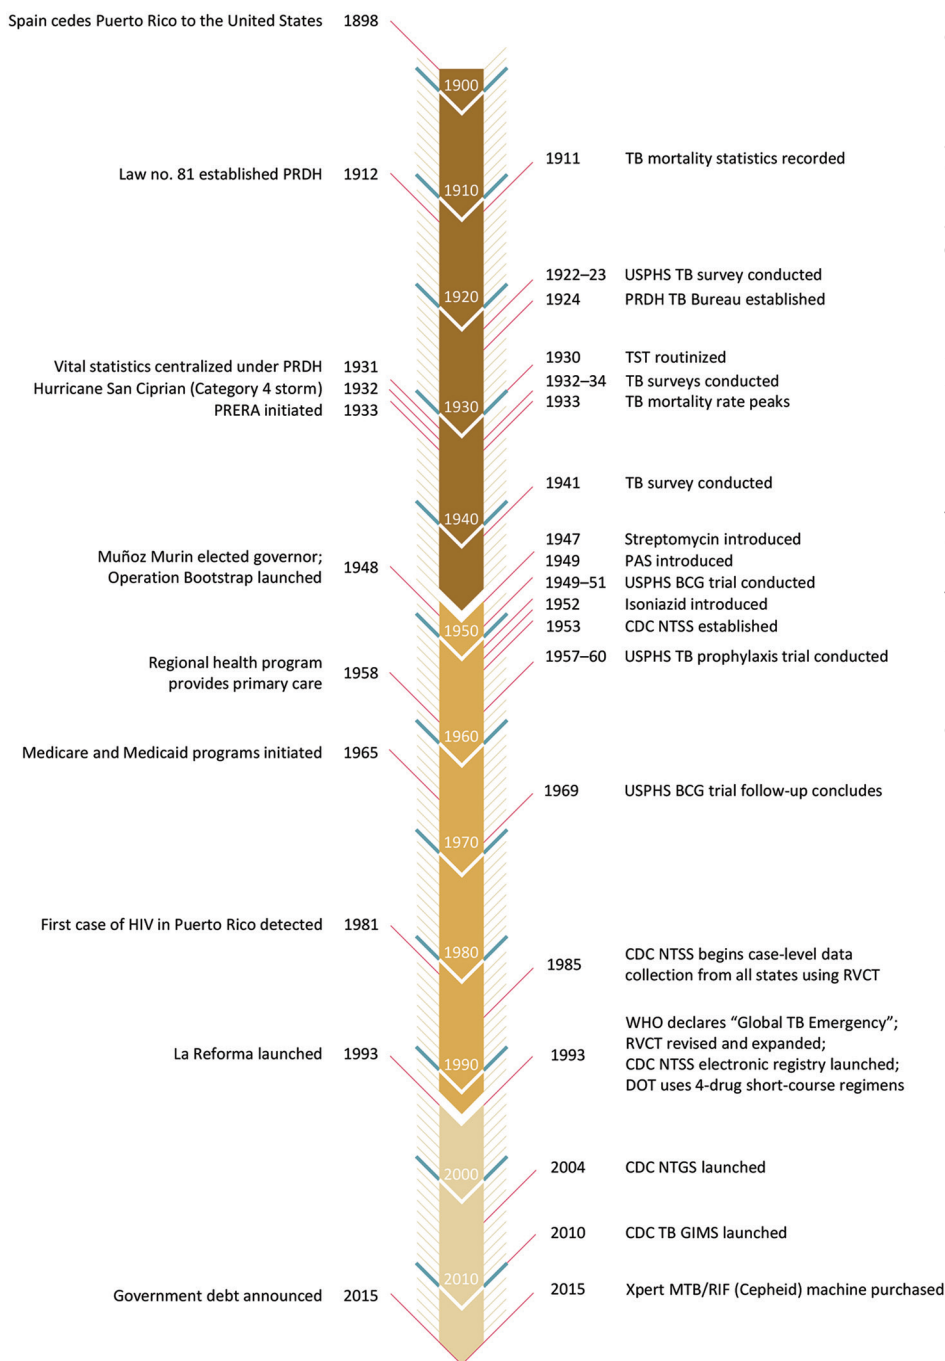 Spain cedes Puerto Rico to the United States 1898
1900
1911 TB mortality statistics recorded
Law no. 81 established PRDH 1912
1910
1922–23 USPHS TB survey conducted
1920
1924 PRDH TB Bureau established
1930 TST routinized
Vital statistics centralized under PRDH 1931
1932–34 TB surveys conducted
Hurricane San Ciprian (Category 4 storm) 1932
1933 TB mortality rate peaks
1930
PRERA initiated 1933
1941 TB survey conducted
1940
1947 Streptomycin introduced
Muñoz Murin elected governor;
Operation Bootstrap launched 1948
1949 PAS introduced
1949–51 USPHS BCG trial conducted
1952 Isoniazid introduced
1953 CDC NTSS established
1950
1957–60 USPHS TB prophylaxis trial conducted
Regional health program
provides primary care 1958
1960
Medicare and Medicaid programs initiated 1965
1969 USPHS BCG trial follow-up concludes
1970
First case of HIV in Puerto Rico detected 1981
1980
1985 CDC NTSS begins case-level data
collection from all states using RVCT
La Reforma launched 1993
1990
1993 WHO declares “Global TB Emergency”;
RVCT revised and expanded;
CDC NTSS electronic registry launched;
DOT uses 4-drug short-course regimens
2004 CDC NTGS launched
2000
2010 CDC TB GIMS launched
2010
Government debt announced 2015
2015 Xpert MTB/RIF (Cepheid) machine purchased